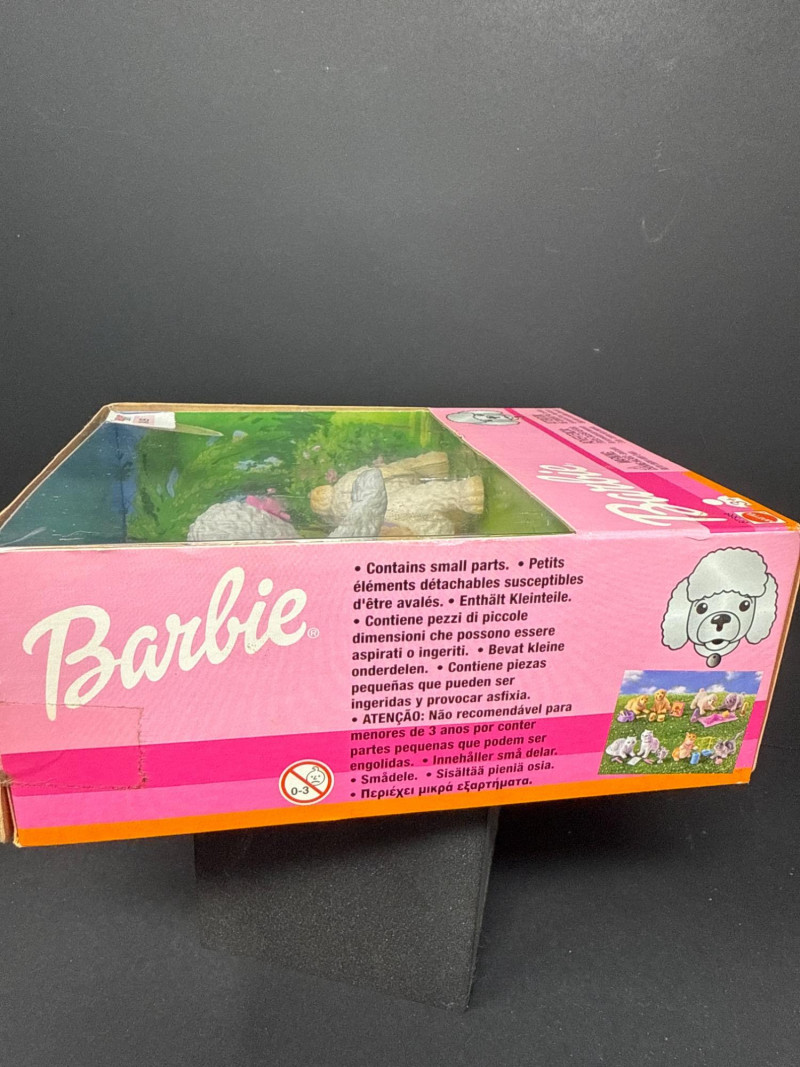 Barbie
Barbie®
• Contains small parts. • Petits
éléments détachables susceptibles
d'être avalés. • Enthält Kleinteile.
• Contiene pezzi di piccole
dimensioni che possono essere
aspirati o ingeriti. • Bevat kleine
onderdelen. • Contiene piezas
pequeñas que pueden ser
ingeridas y provocar asfixia.
• ATENÇÃO: Não recomendável para
menores de 3 anos por conter
partes pequenas que podem ser
engolidas. • Innehåller små delar.
• Smådele. • Sisältää pieniä osia.
• Περιέχει μικρά εξαρτήματα.
0-3